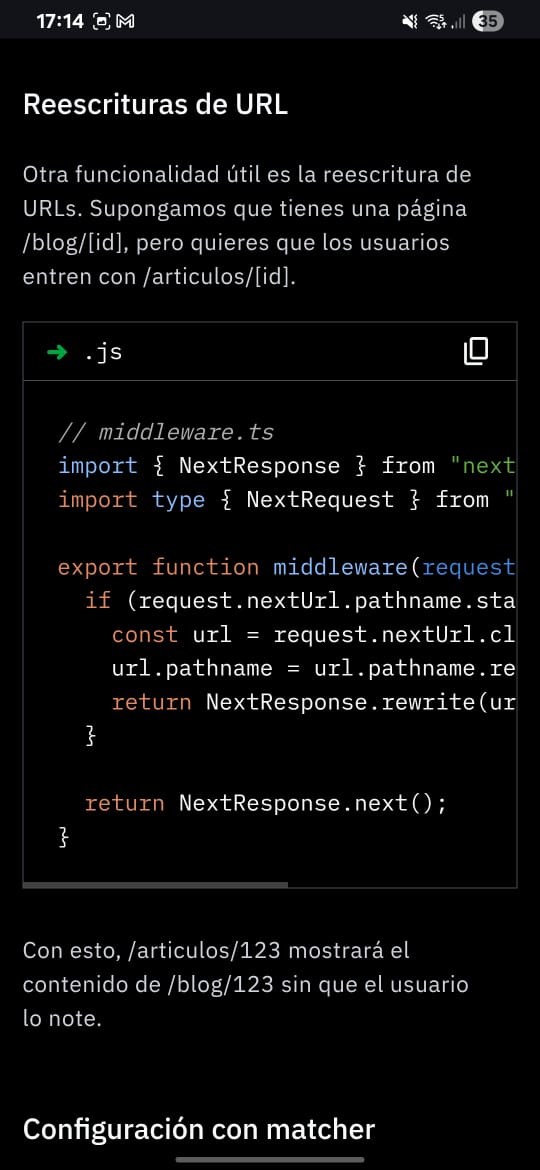 17:14
35
Reescrituras de URL
Otra funcionalidad útil es la reescritura de
URLs. Supongamos que tienes una página
/blog/[id], pero quieres que los usuarios
entren con /articulos/[id].
➜ .js
// middleware.ts
import { NextResponse } from "next
import type { NextRequest } from "
export function middleware(request
if (request.nextUrl.pathname.sta
const url = request.nextUrl.cl
url.pathname = url.pathname.re
return NextResponse.rewrite(ur
}
return NextResponse.next();
}
Con esto, /articulos/123 mostrará el
contenido de /blog/123 sin que el usuario
lo note.
Configuración con matcher